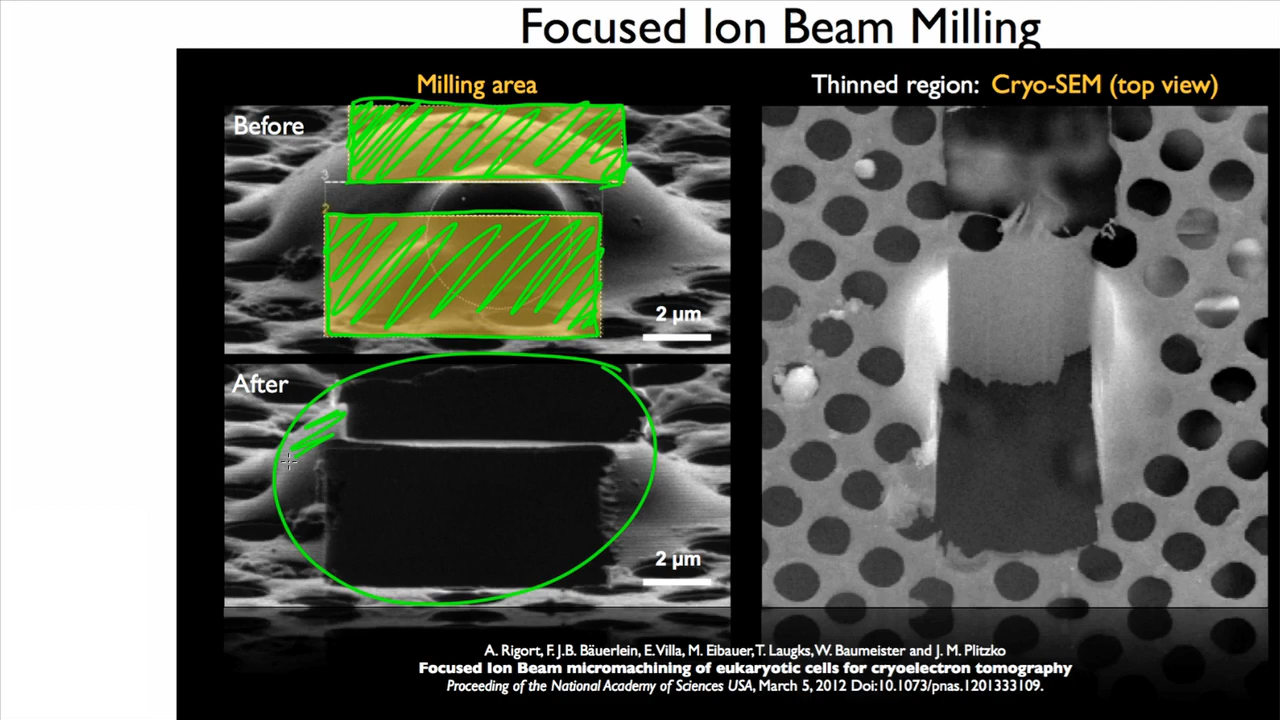 Focused Ion Beam Milling
Milling area
Thinned region: Cryo-SEM (top view)
Before
3
2
2 µm
After
2 µm
A. Rigort, F. J.B. Bäuerlein, E. Villa, M. Eibauer, T. Laugks, W. Baumeister and J. M. Plitzko
Focused Ion Beam micromachining of eukaryotic cells for cryoelectron tomography
Proceeding of the National Academy of Sciences USA, March 5, 2012 Doi:10.1073/pnas.1201333109.